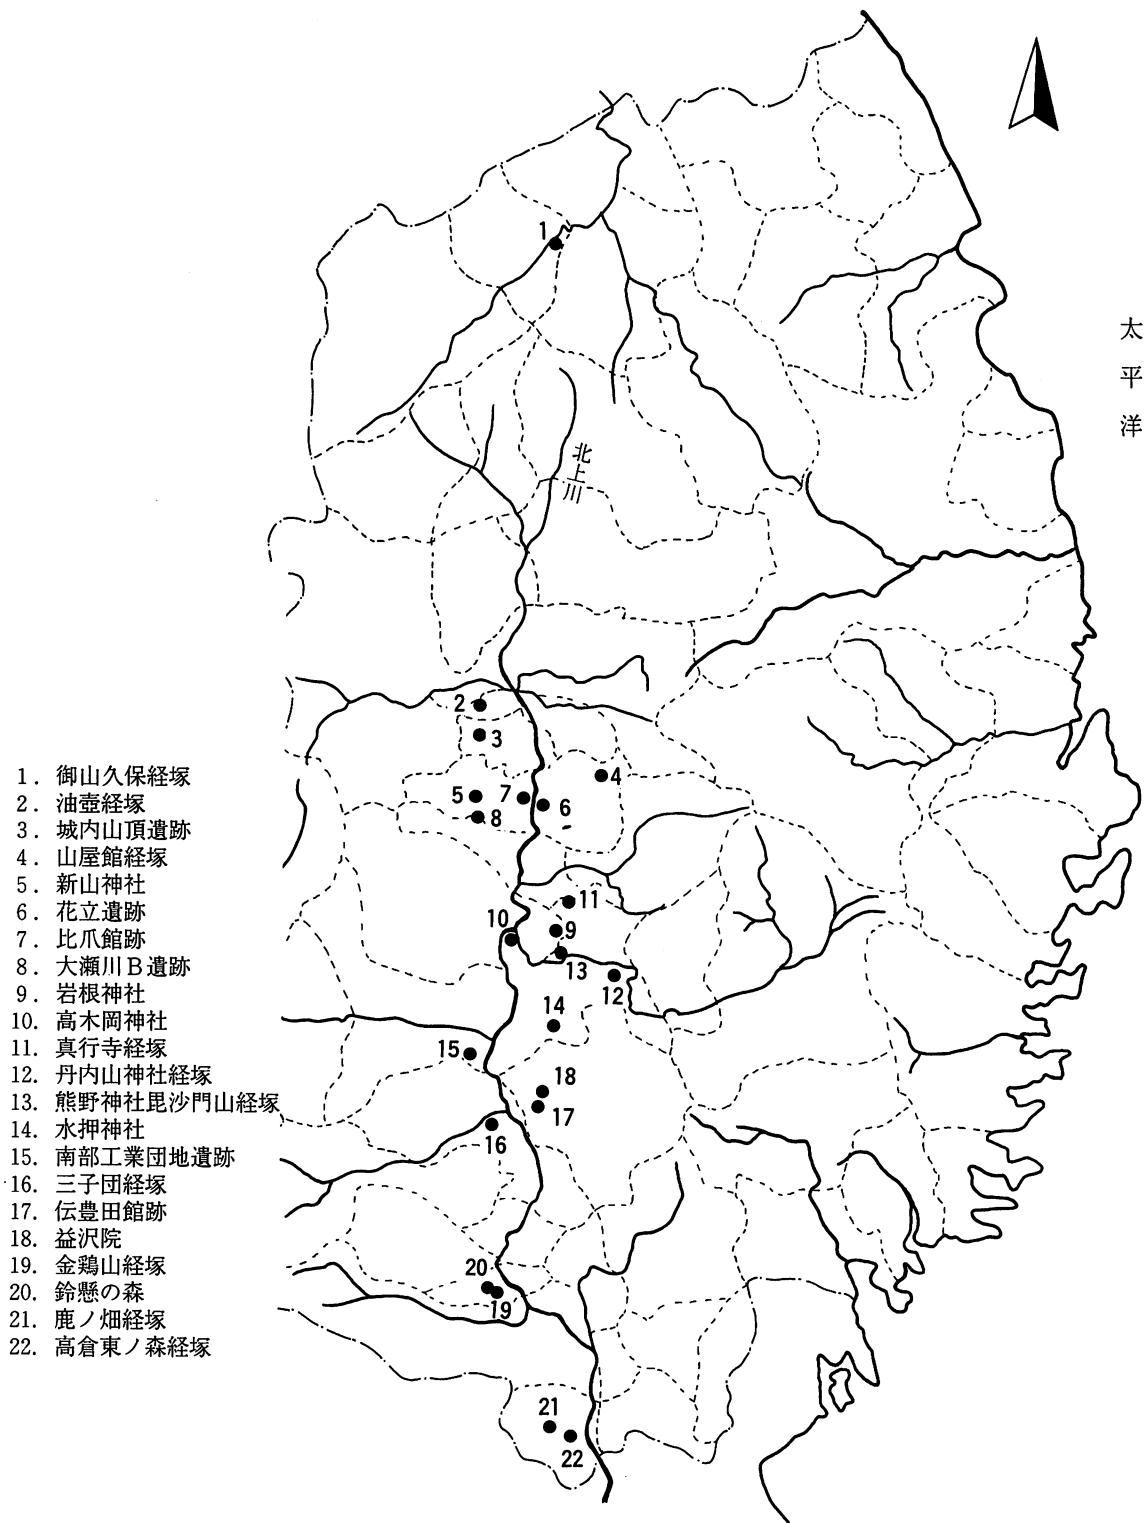 太平洋
北上川
1
2
3
4
5
7
6
8
11
10
9
13
12
14
15
18
17
16
20
19
21
22
1. 御山久保経塚
2. 油壺経塚
3. 城内山頂遺跡
4. 山屋館経塚
5. 新山神社
6. 花立遺跡
7. 比爪館跡
8. 大瀬川B遺跡
9. 岩根神社
10. 高木岡神社
11. 真行寺経塚
12. 丹内山神社経塚
13. 熊野神社毘沙門山経塚
14. 水押神社
15. 南部工業団地遺跡
16. 三子団経塚
17. 伝豊田館跡
18. 益沢院
19. 金鶏山経塚
20. 鈴懸の森
21. 鹿ノ畑経塚
22. 高倉東ノ森経塚